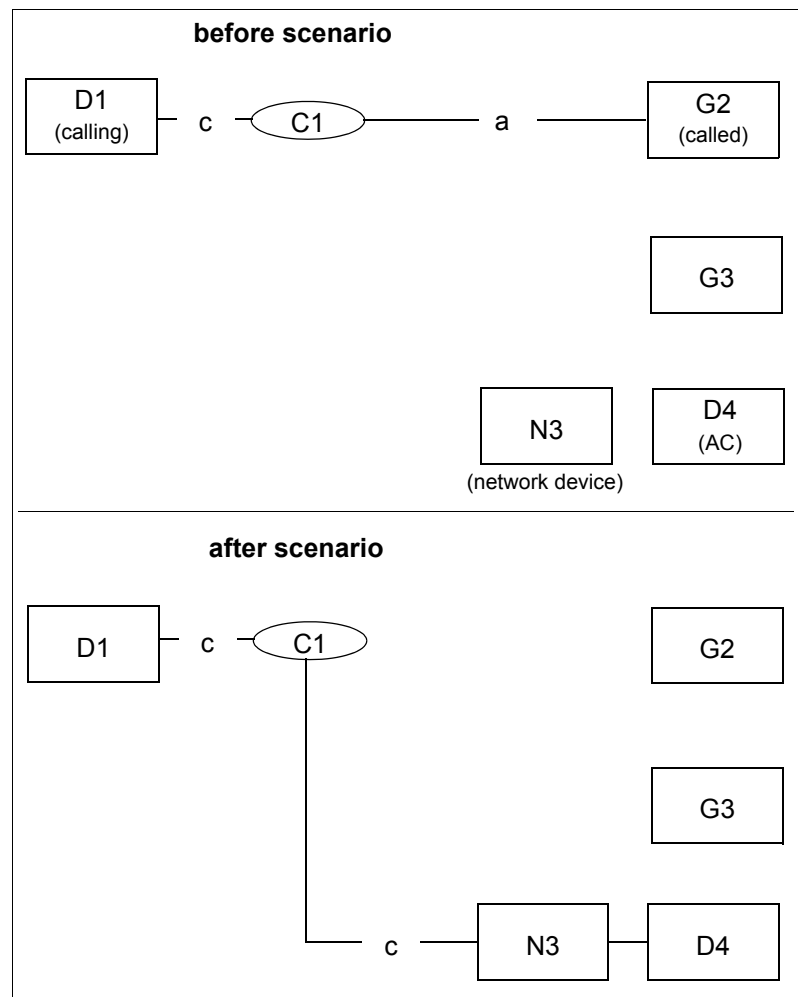 before scenario
D1
(calling)
c
C1
a
G2
(called)
G3
N3
(network device)
D4
(AC)
after scenario
D1
c
C1
G2
G3
c
N3
D4